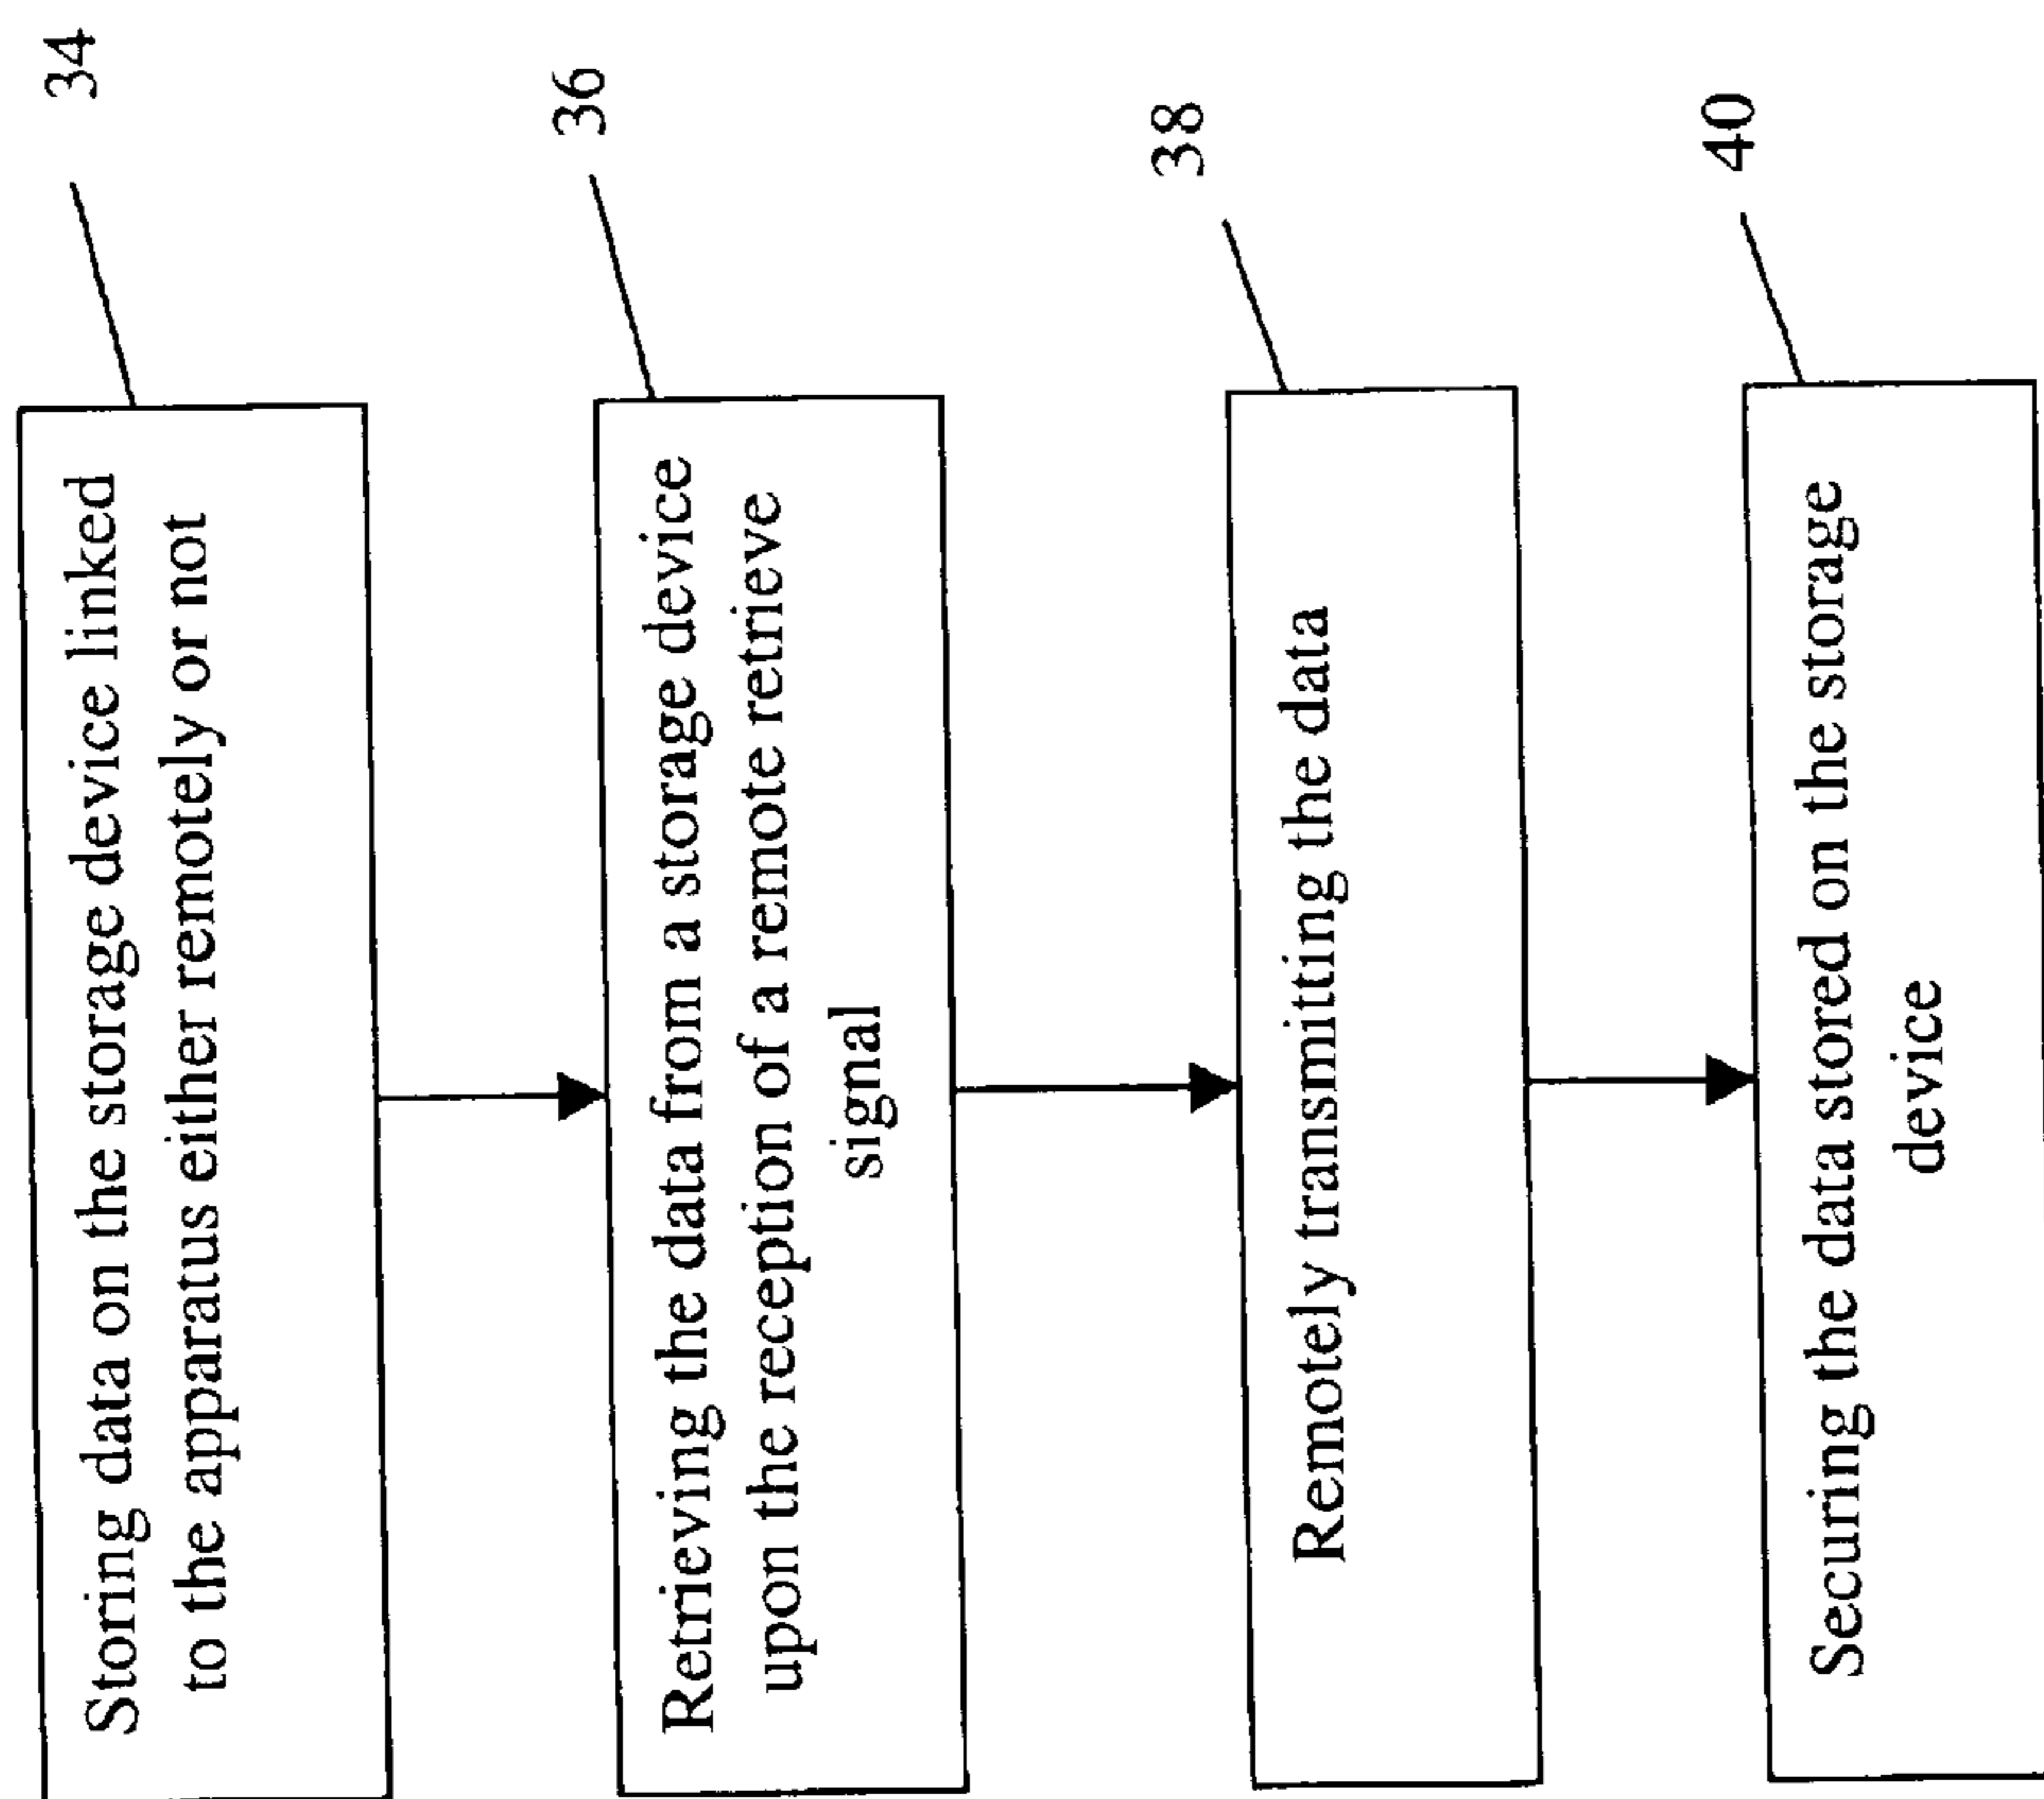 Storing data on the storage device linked
to the apparatus either remotely or not
34
Retrieving the data from a storage device
upon the reception of a remote retrieve
signal
36
Remotely transmitting the data
38
Securing the data stored on the storage
device
40